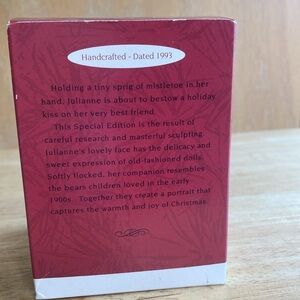 Handcrafted - Dated 1993
Holding a tiny sprig of mistletoe in her
hand, Julianne is about to bestow a holiday
kiss on her very best friend.
This Special Edition is the result of
careful research and masterful sculpting.
Julianne's lovely face has the delicacy and
sweet expression of old-fashioned dolls.
Softly flocked, her companion resembles
the bears children loved in the early
1900s. Together they create a portrait that
captures the warmth and joy of Christmas.